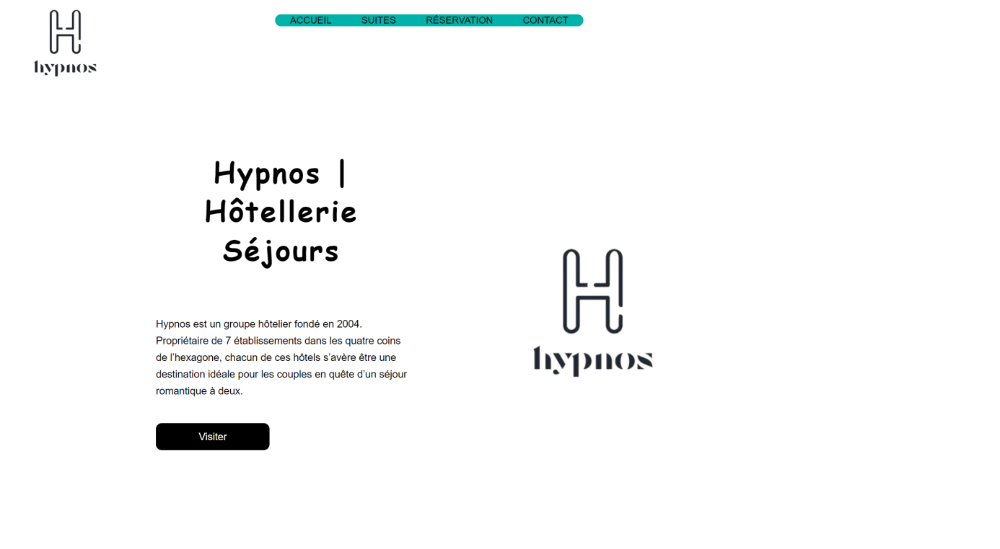 H
hypnos
ACCUEIL SUITES RÉSERVATION CONTACT
Hypnos |
Hôtellerie
Séjours
Hypnos est un groupe hôtelier fondé en 2004.
Propriétaire de 7 établissements dans les quatre coins
de l’hexagone, chacun de ces hôtels s’avère être une
destination idéale pour les couples en quête d’un séjour
romantique à deux.
Visiter
H
hypnos